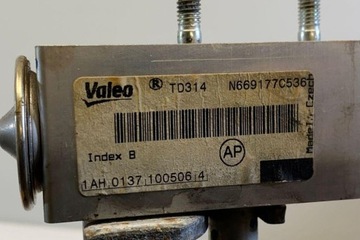 Valeo ® TD314 N669177C536
Made in Czech
AP
Index B
1AH.0137.100506.4